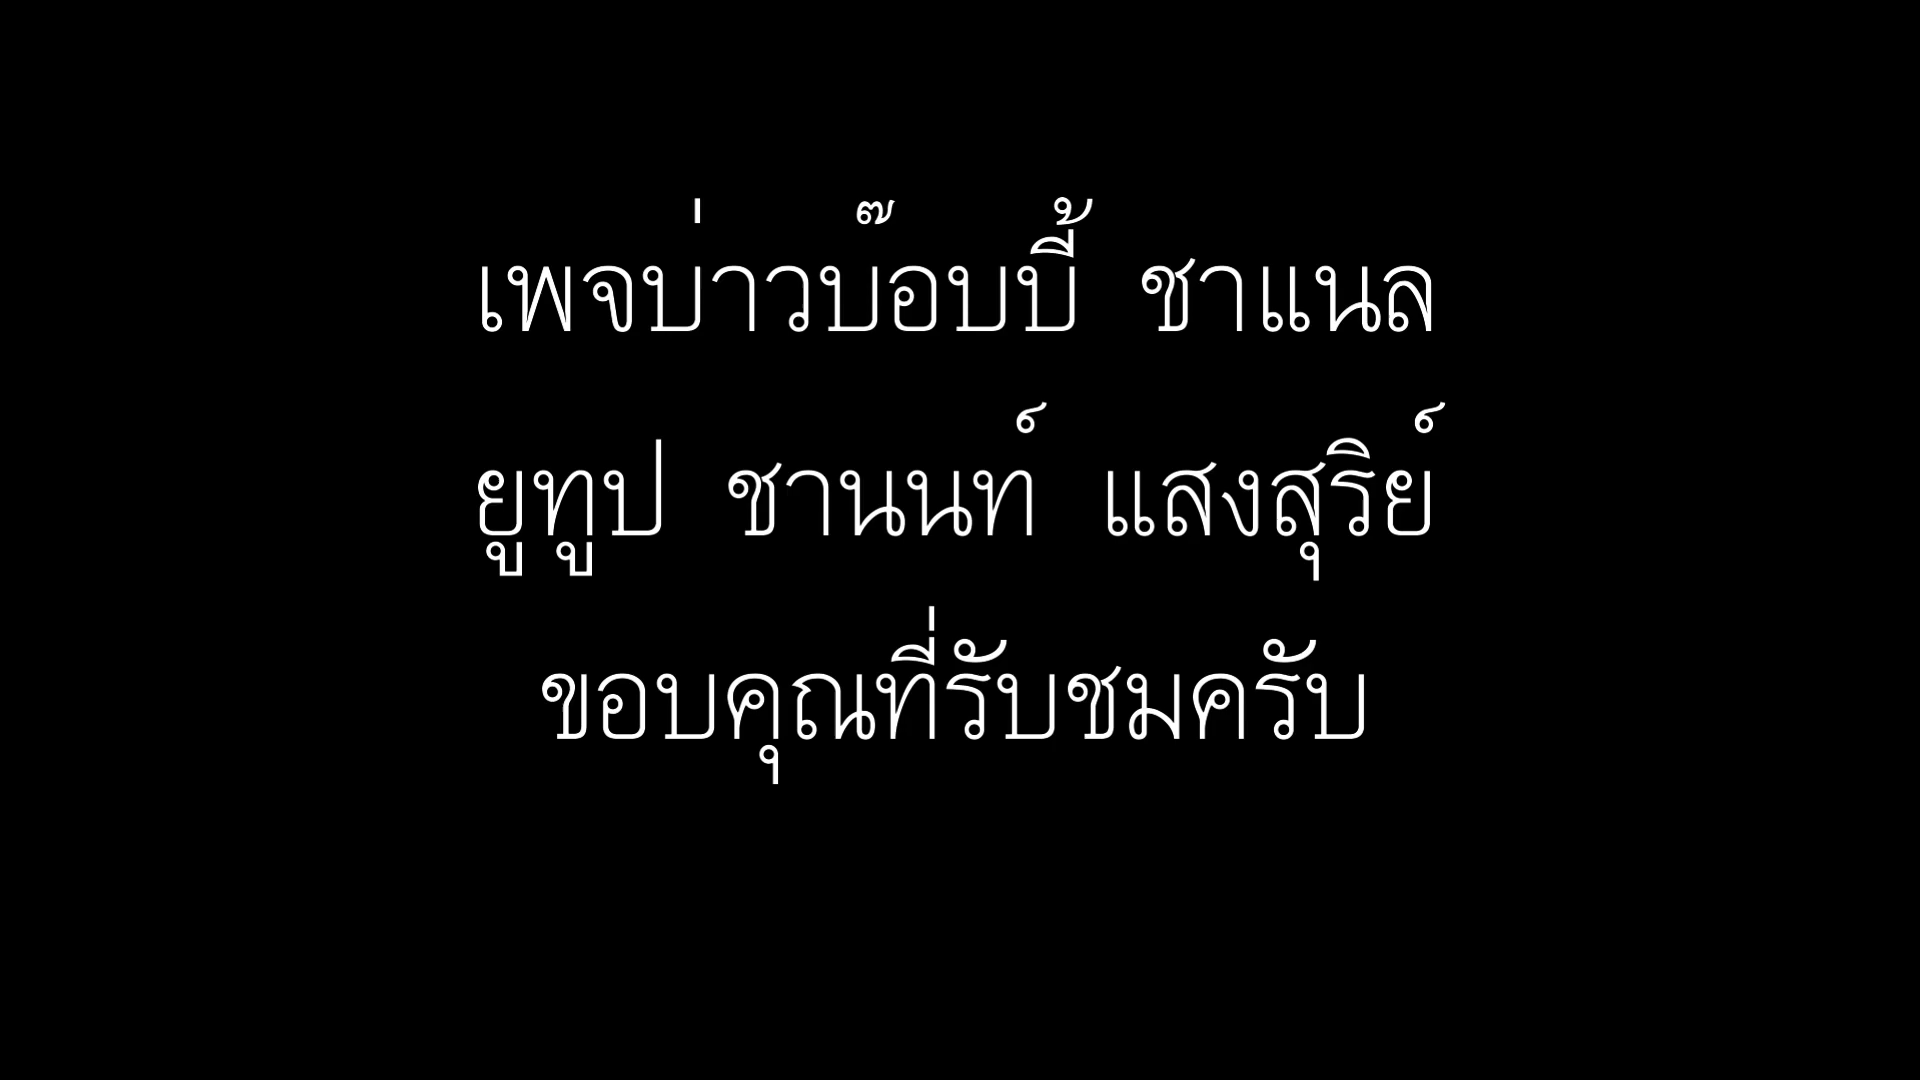 เพจบ่าวบ๊อบบี้ ชาแนล
ยูทูป ชานนท์ แสงสุริย์
ขอบคุณที่รับชมครับ